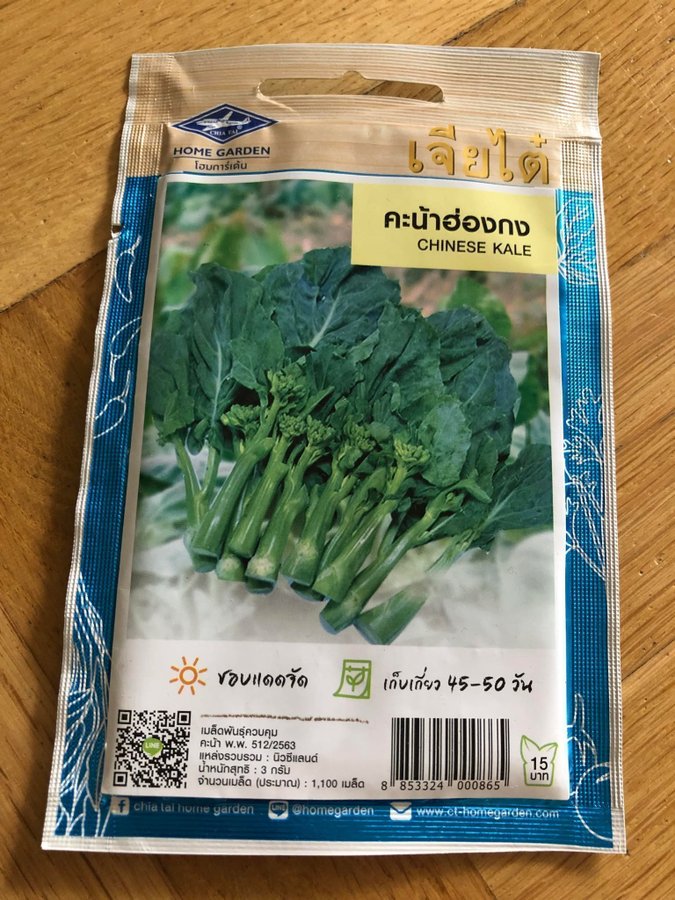 CHIA TAI
HOME GARDEN
โฮมการ์เด้น
เจียไต๋
คะน้าฮ่องกง
CHINESE KALE
ชอบแดดจัด
เก็บเกี่ยว 45-50 วัน
LINE
เมล็ดพันธุ์ควบคุม
คะน้า พ.พ. 512/2563
แหล่งรวบรวม : นิวซีแลนด์
น้ำหนักสุทธิ : 3 กรัม
จำนวนเมล็ด (ประมาณ) : 1,100 เมล็ด
8 853324 000865
15
บาท
chia tai home garden
LINE
@homegarden
www.ct-homegarden.com